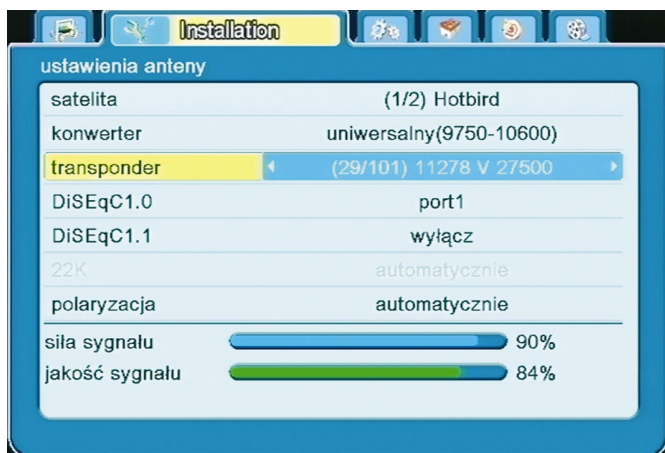 Installation
ustawienia anteny
satelita (1/2) Hotbird
konwerter uniwersalny(9750-10600)
transponder (29/101) 11278 V 27500
DiSEqC1.0 port1
DiSEqC1.1 wyłącz
22K automatycznie
polaryzacja automatycznie
siła sygnału 90%
jakość sygnału 84%